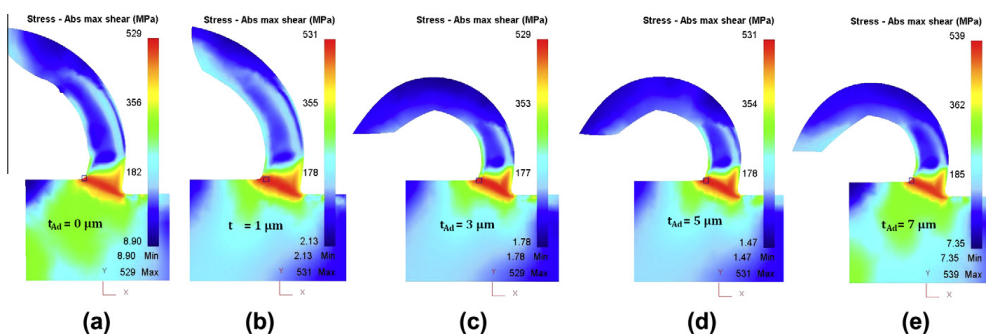 Stress - Abs max shear (MPa)
529
356
182
8.90
8.90 Min
529 Max
t_Ad = 0 µm
Y
X
(a)
Stress - Abs max shear (MPa)
531
355
178
2.13
2.13 Min
531 Max
t = 1 µm
Y
X
(b)
Stress - Abs max shear (MPa)
529
353
177
1.78
1.78 Min
529 Max
t_Ad = 3 µm
Y
X
(c)
Stress - Abs max shear (MPa)
531
354
178
1.47
1.47 Min
531 Max
t_Ad = 5 µm
Y
X
(d)
Stress - Abs max shear (MPa)
539
362
185
7.35
7.35 Min
539 Max
t_Ad = 7 µm
Y
X
(e)